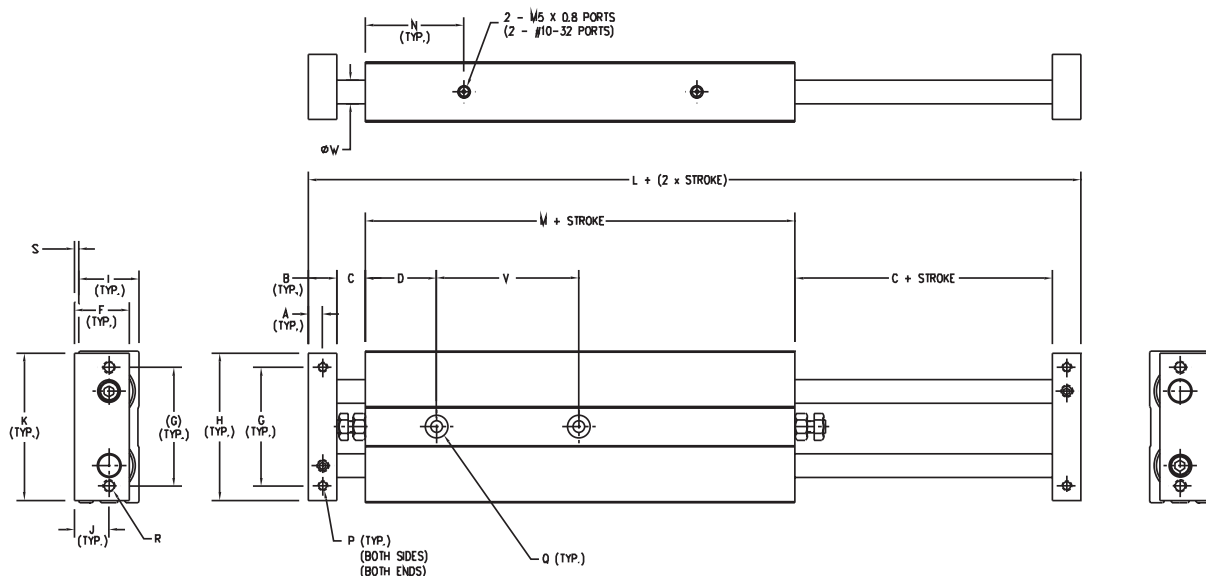 N
(TYP.)
2 - M5 X 0.8 PORTS
(2 - #10-32 PORTS)
ØW
L + (2 x STROKE)
M + STROKE
S
I
(TYP.)
F
(TYP.)
B
(TYP.)
C
D
V
C + STROKE
A
(TYP.)
K
(TYP.)
(G)
(TYP.)
H
(TYP.)
G
(TYP.)
J
(TYP.)
R
P (TYP.)
(BOTH SIDES)
(BOTH ENDS)
Q (TYP.)